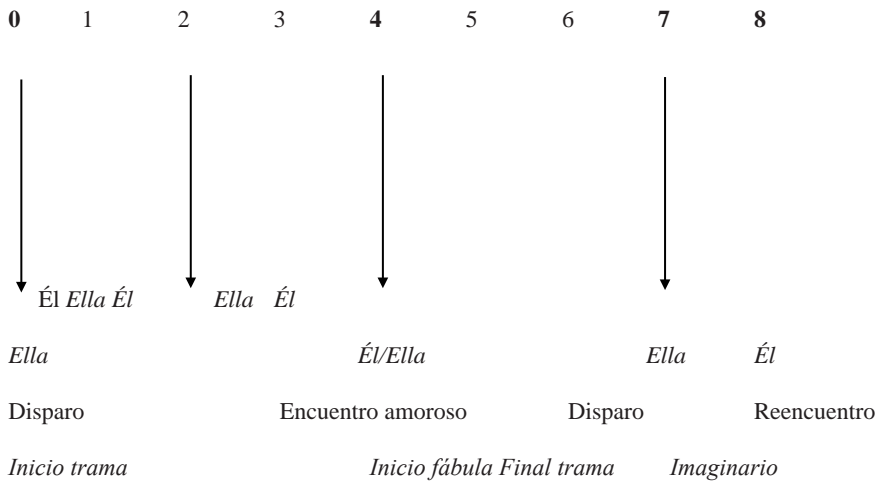 0 1 2 3 4 5 6 7 8
Él Ella Él Ella Él
Ella Él/Ella Ella Él
Disparo Encuentro amoroso Disparo Reencuentro
Inicio trama Inicio fábula Final trama Imaginario